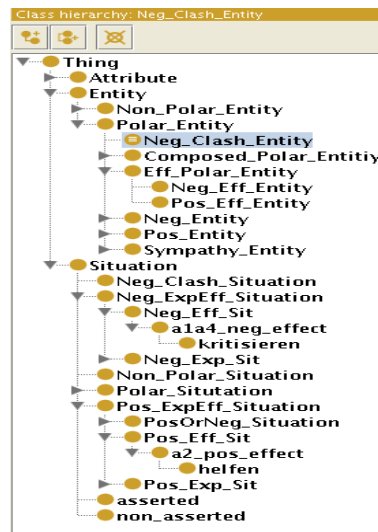 Class hierarchy: Neg_Clash_Entity
Thing
Attribute
Entity
Non_Polar_Entity
Polar_Entity
Neg_Clash_Entity
Composed_Polar_Entitiy
Eff_Polar_Entity
Neg_Eff_Entity
Pos_Eff_Entity
Neg_Entity
Pos_Entity
Sympathy_Entity
Situation
Neg_Clash_Situation
Neg_ExpEff_Situation
Neg_Eff_Sit
a1a4_neg_effect
kritisieren
Neg_Exp_Sit
Non_Polar_Situation
Polar_Situtation
Pos_ExpEff_Situation
PosOrNeg_Situation
Pos_Eff_Sit
a2_pos_effect
helfen
Pos_Exp_Sit
asserted
non_asserted